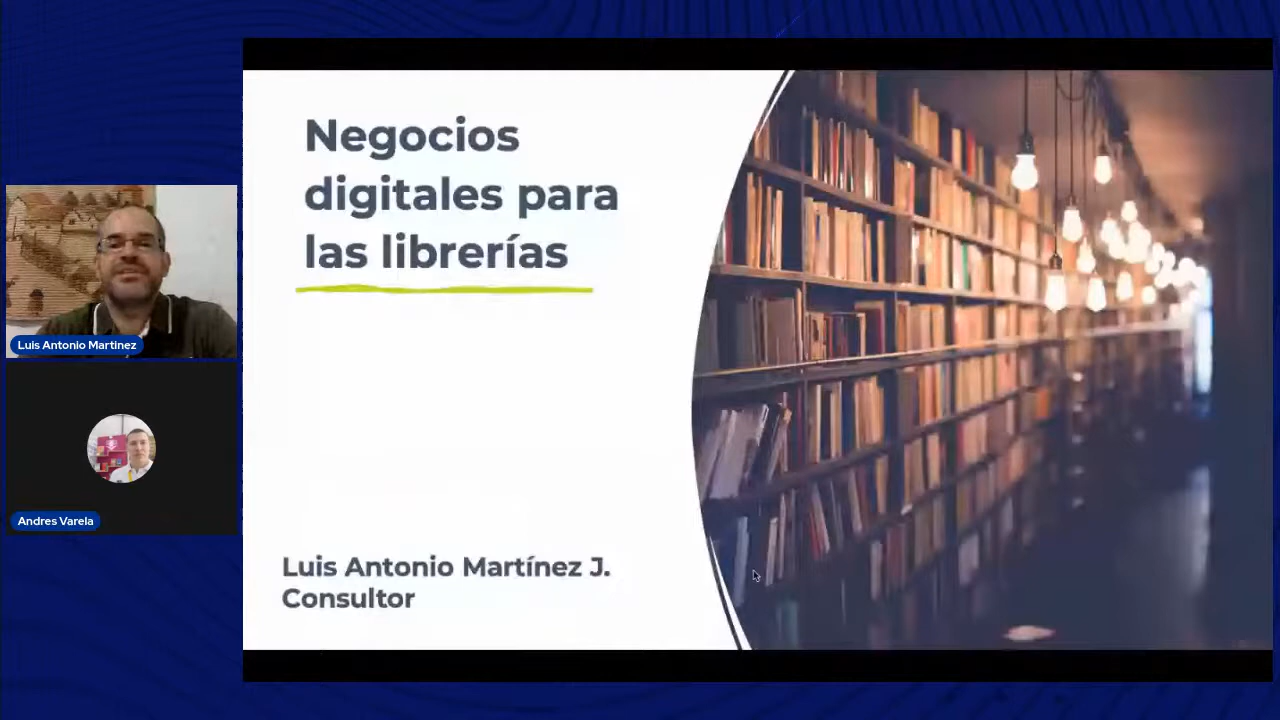 Negocios
digitales para
las librerías
Luis Antonio Martínez J.
Consultor
Luis Antonio Martinez
Andres Varela